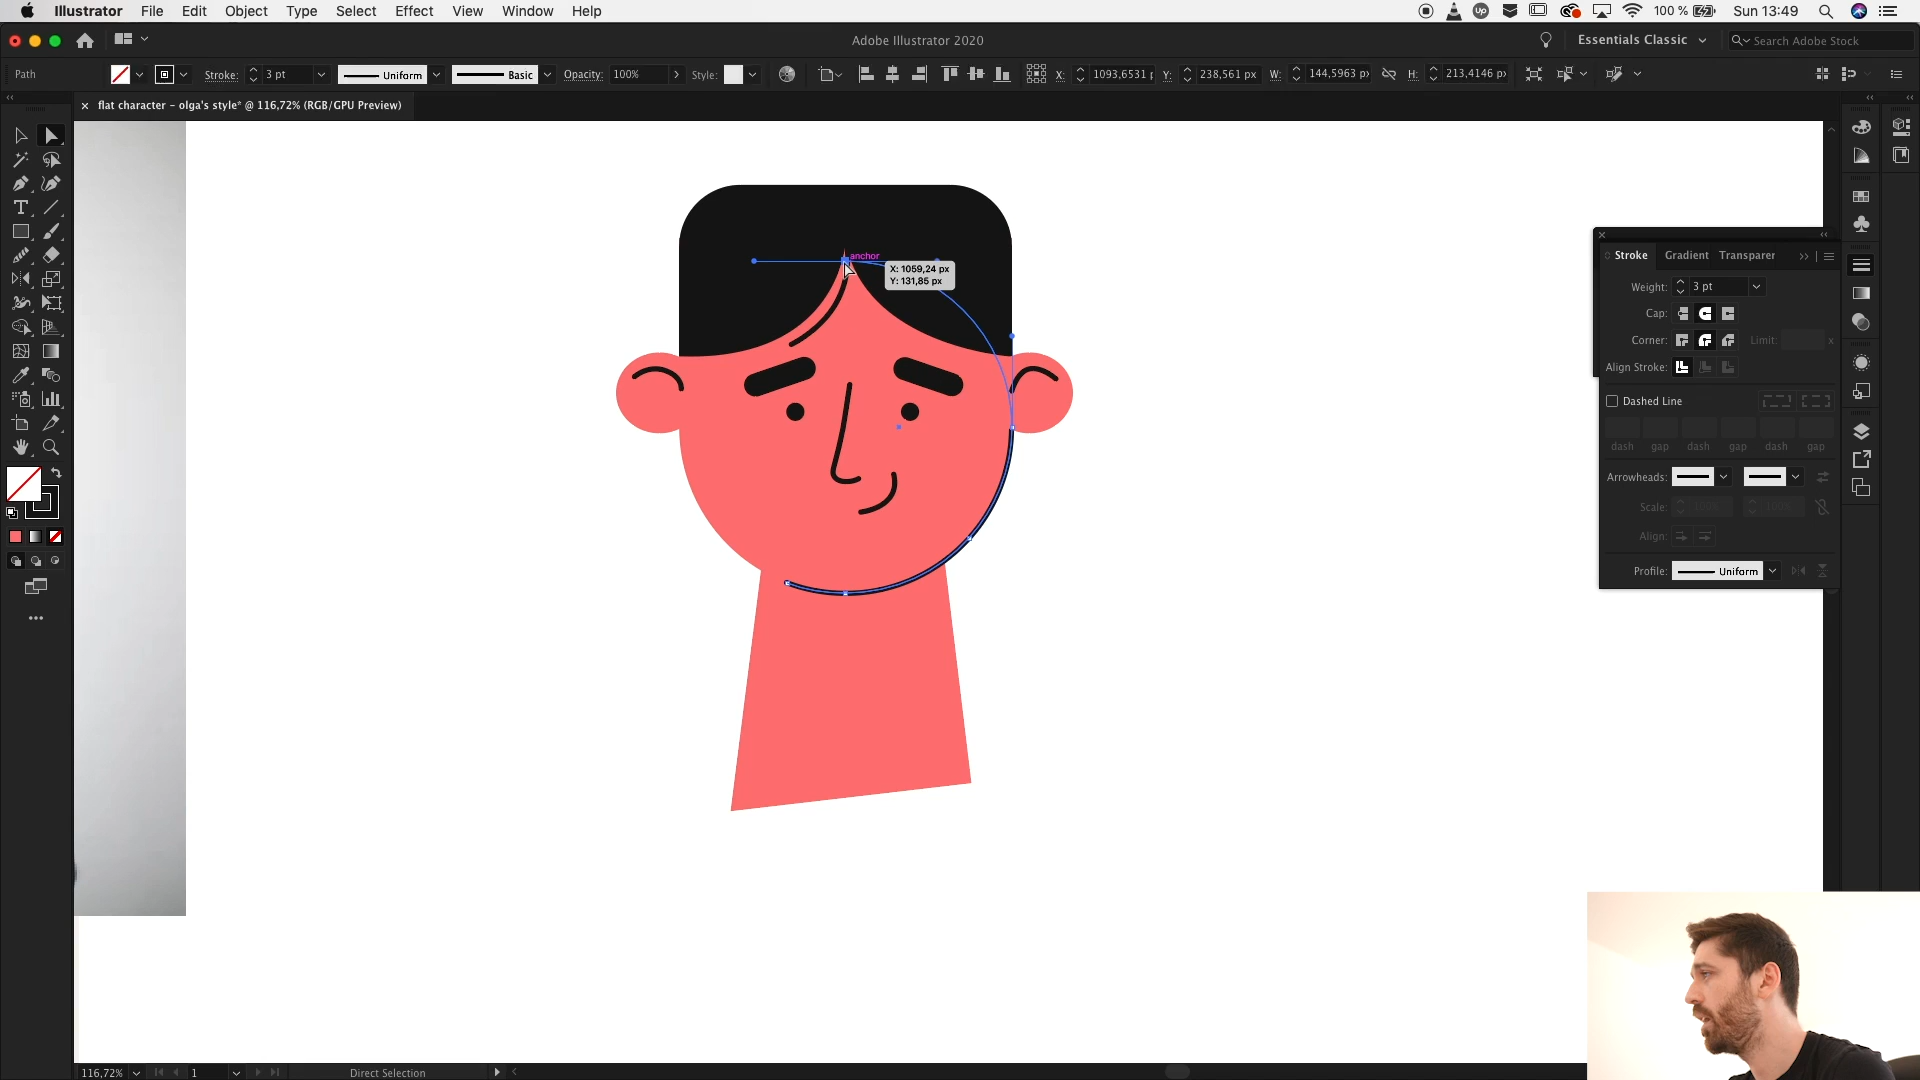 Illustrator File Edit Object Type Select Effect View Window Help
100 % Sun 13:49
Adobe Illustrator 2020
Essentials Classic
Search Adobe Stock
Path Stroke: 3 pt Uniform Basic Opacity: 100% Style: X: 1093,6531 p Y: 238,561 px W: 144,5963 px H: 213,4146 px
× flat character – olga's style* @ 116,72% (RGB/GPU Preview)
anchor
X: 1059,24 px
Y: 131,85 px
Stroke Gradient Transparer
Weight: 3 pt
Cap:
Corner: Limit: x
Align Stroke:
Dashed Line
dash gap dash gap dash gap
Arrowheads:
Scale: 100% 100%
Align:
Profile: Uniform
116,72% 1 Direct Selection